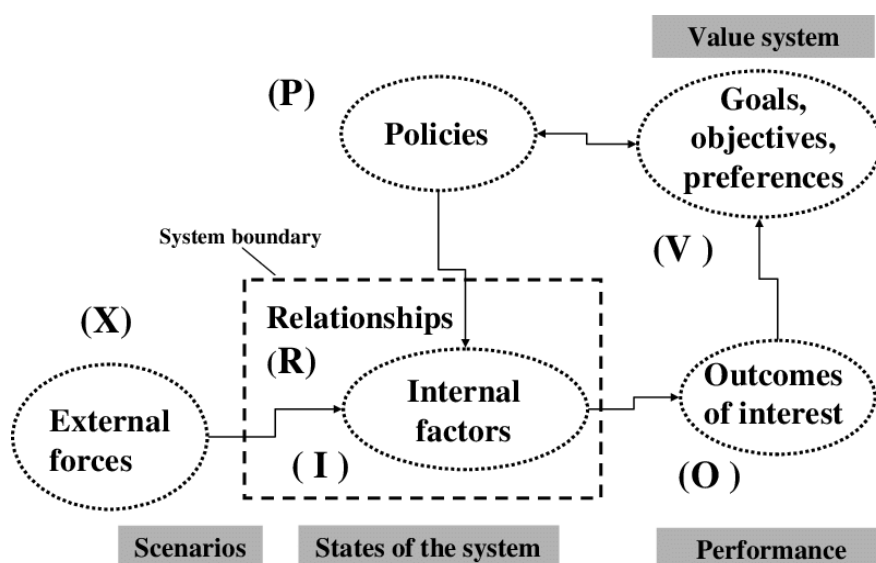 Value system
(P)
Policies
Goals,
objectives,
preferences
System boundary
(V )
(X)
Relationships
(R)
External
forces
Internal
factors
Outcomes
of interest
( I )
(O )
Scenarios
States of the system
Performance